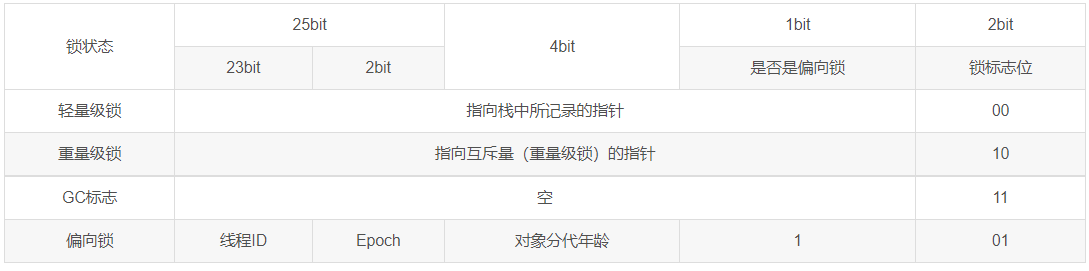 锁状态 25bit 4bit 1bit 2bit
23bit 2bit 是否是偏向锁 锁标志位
轻量级锁 指向栈中所记录的指针 00
重量级锁 指向互斥量（重量级锁）的指针 10
GC标志 空 11
偏向锁 线程ID Epoch 对象分代年龄 1 01